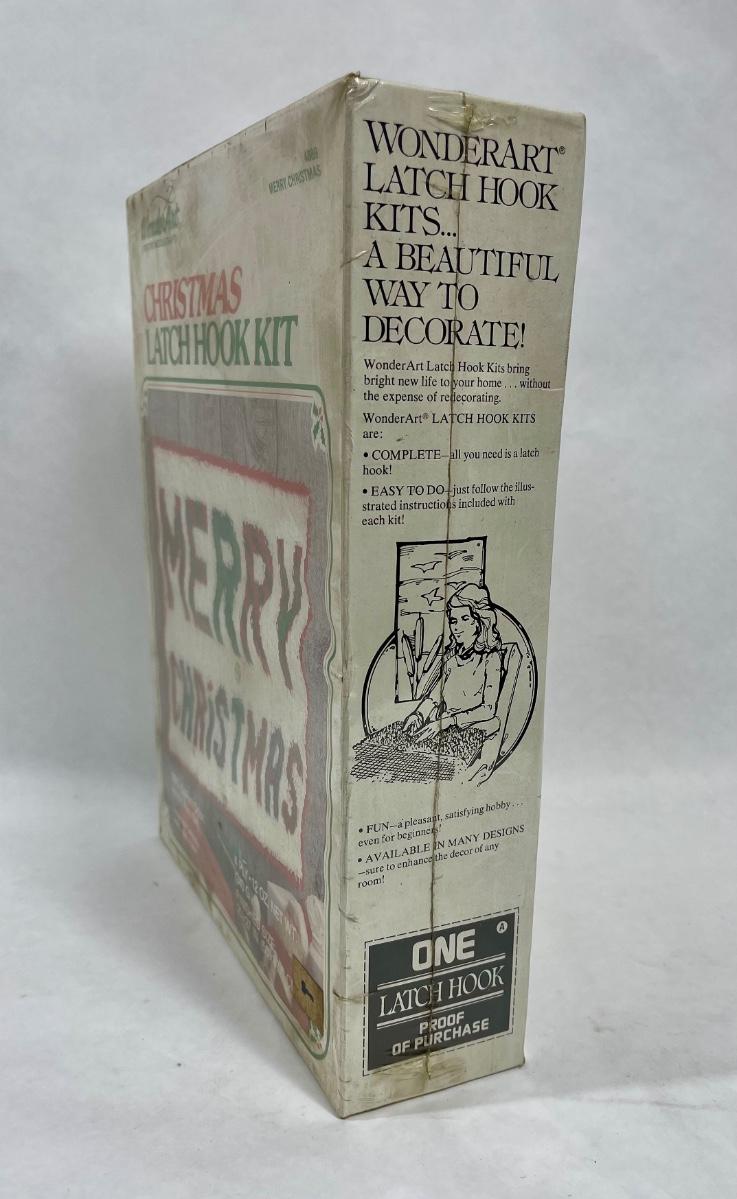 WonderArt
4066
MERRY CHRISTMAS
CHRISTMAS
LATCH HOOK KIT
MERRY
CHRiSTMAS
WONDERART®
LATCH HOOK
KITS...
A BEAUTIFUL
WAY TO
DECORATE!
WonderArt Latch Hook Kits bring
bright new life to your home . . . without
the expense of redecorating.
WonderArt® LATCH HOOK KITS
are:
• COMPLETE—all you need is a latch
hook!
• EASY TO DO—just follow the illus-
strated instructions included with
each kit!
• FUN—a pleasant, satisfying hobby . . .
even for beginners!
• AVAILABLE IN MANY DESIGNS
—sure to enhance the decor of any
room!
ONE
A
LATCH HOOK
PROOF
OF PURCHASE